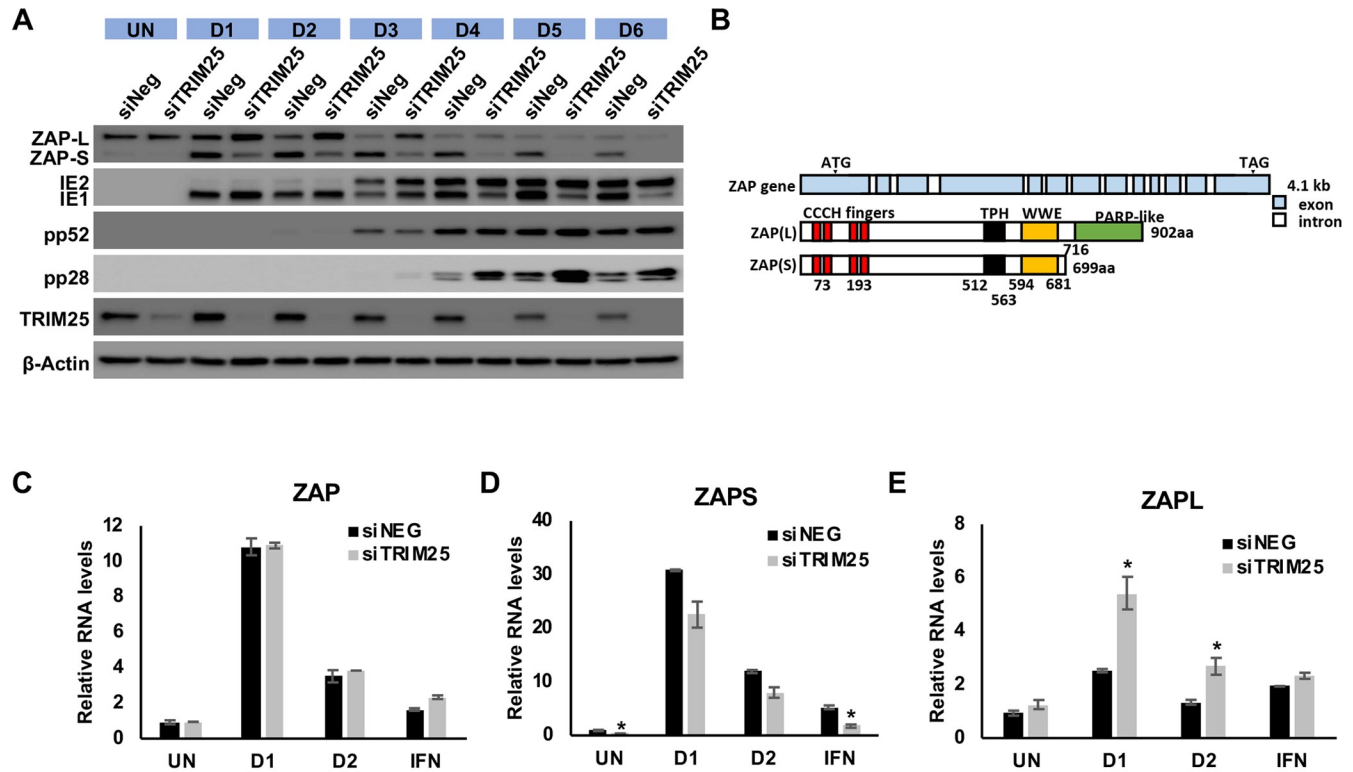 A
UN D1 D2 D3 D4 D5 D6
siNeg siTRIM25 siNeg siTRIM25 siNeg siTRIM25 siNeg siTRIM25 siNeg siTRIM25 siNeg siTRIM25 siNeg siTRIM25
ZAP-L
ZAP-S
IE2
IE1
pp52
pp28
TRIM25
β-Actin
B
ATG TAG
ZAP gene 4.1 kb
exon
intron
CCCH fingers TPH WWE PARP-like
ZAP(L) 902aa
716
ZAP(S) 699aa
73 193 512 594 681
563
C
ZAP
Relative RNA levels
12
10
8
6
4
2
0
siNEG
siTRIM25
UN D1 D2 IFN
D
ZAPS
Relative RNA levels
40
30
20
10
0
siNEG
siTRIM25
* *
UN D1 D2 IFN
E
ZAPL
Relative RNA levels
8
6
4
2
0
siNEG
siTRIM25
*
*
UN D1 D2 IFN